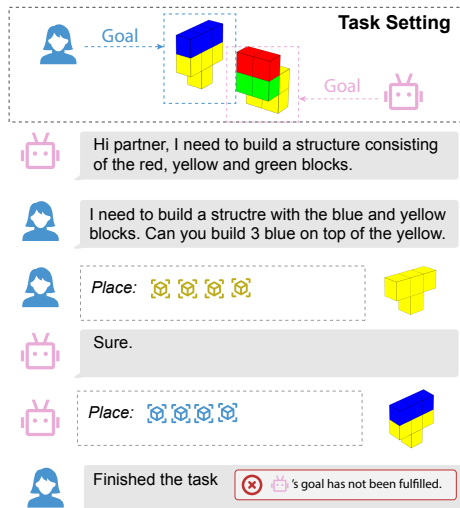 Task Setting
Goal
Goal
Hi partner, I need to build a structure consisting
of the red, yellow and green blocks.
I need to build a structre with the blue and yellow
blocks. Can you build 3 blue on top of the yellow.
Place:
Sure.
Place:
Finished the task
's goal has not been fulfilled.